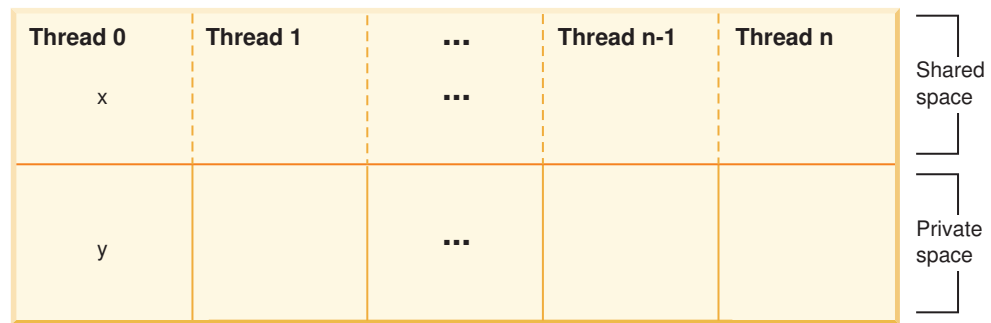 Thread 0 Thread 1 ... Thread n-1 Thread n
x ...
Shared
space
y ...
Private
space